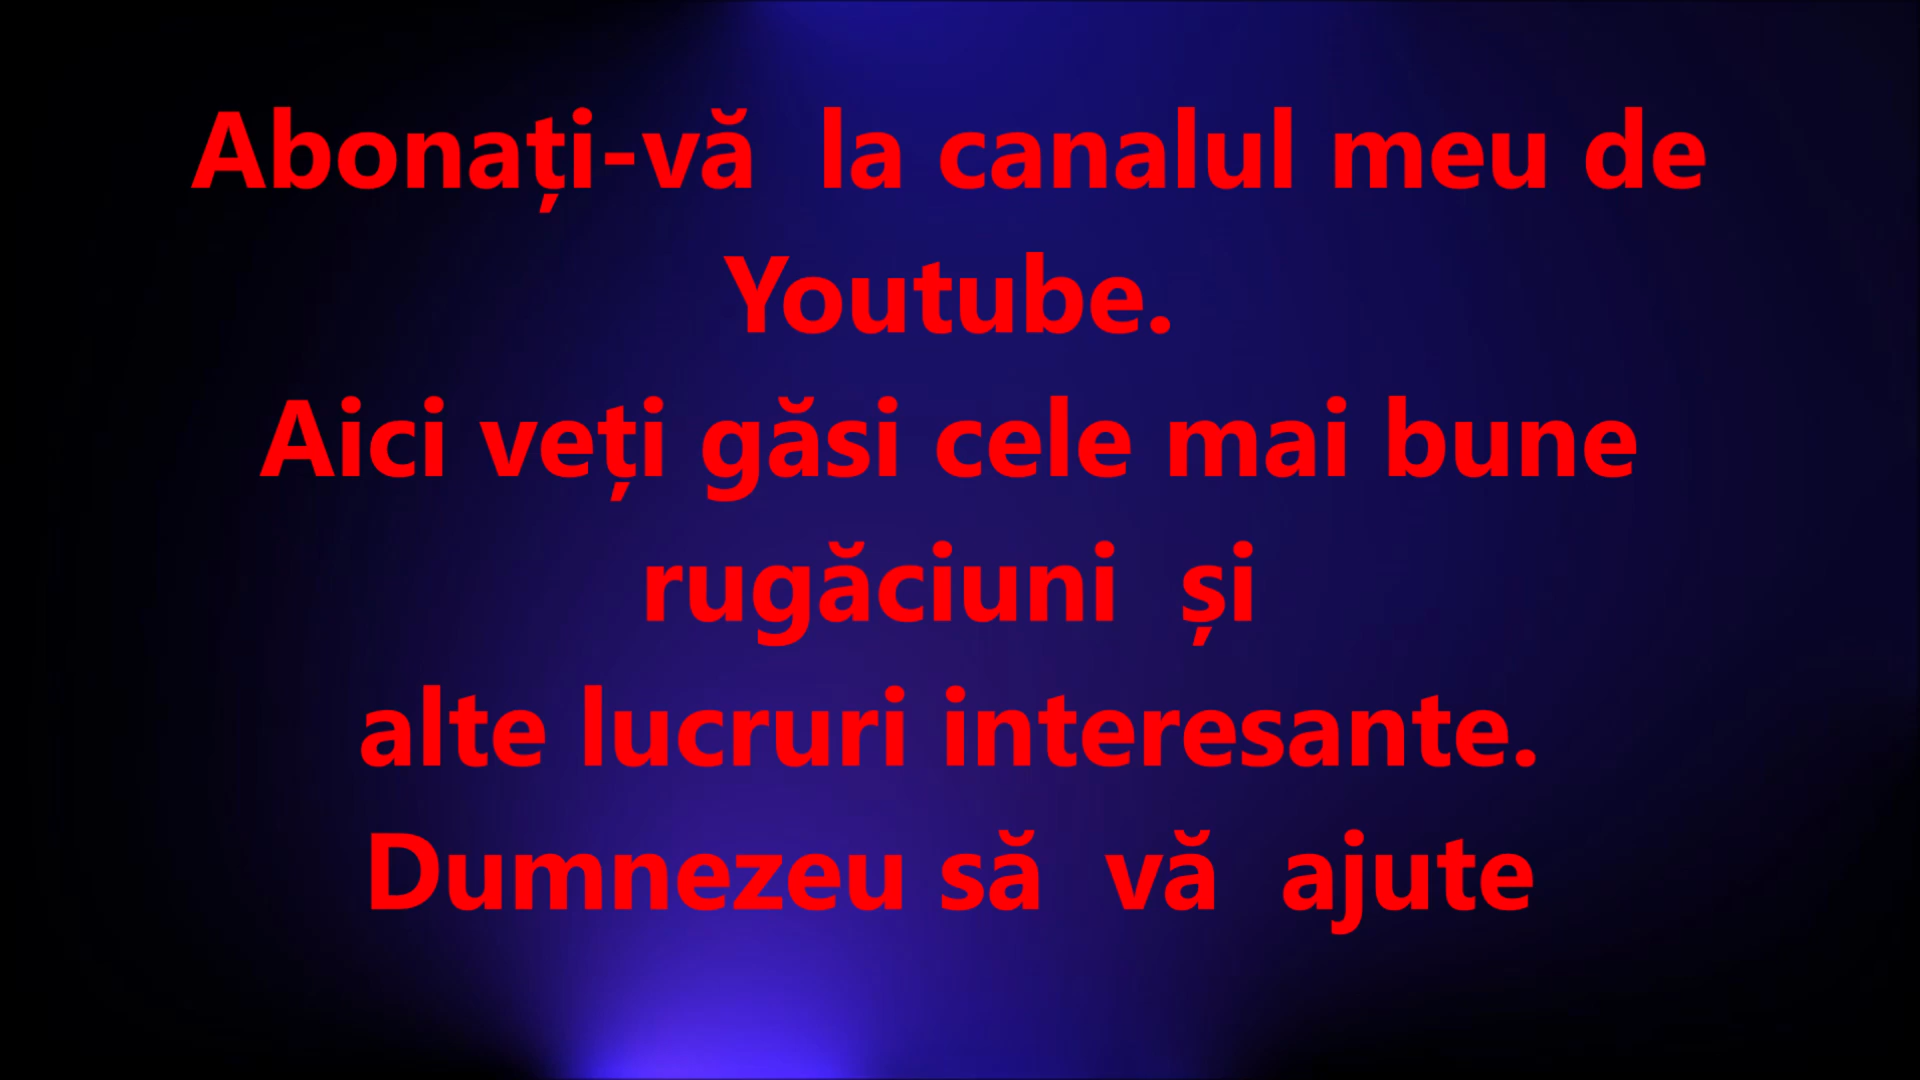 Abonați-vă la canalul meu de
Youtube.
Aici veți găsi cele mai bune
rugăciuni și
alte lucruri interesante.
Dumnezeu să vă ajute